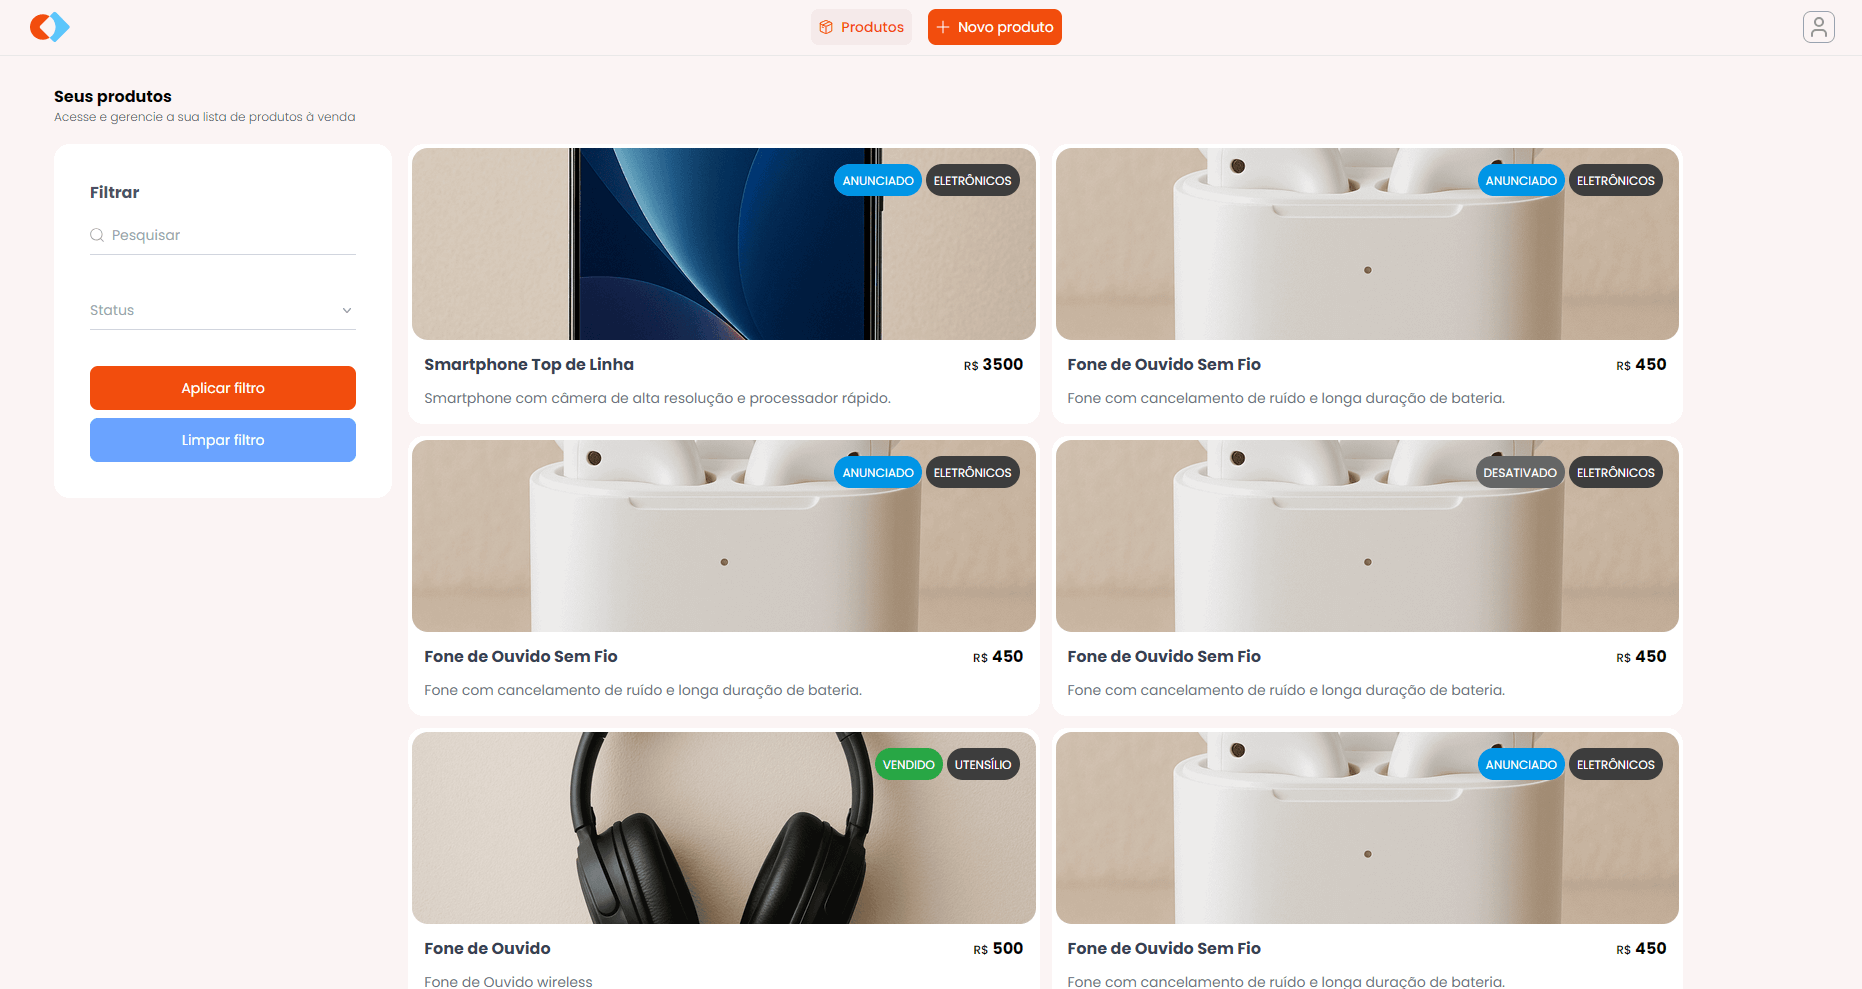 Produtos
Novo produto
Seus produtos
Acesse e gerencie a sua lista de produtos à venda
Filtrar
Pesquisar
Status
Aplicar filtro
Limpar filtro
ANUNCIADO ELETRÔNICOS
Smartphone Top de Linha R$ 3500
Smartphone com câmera de alta resolução e processador rápido.
ANUNCIADO ELETRÔNICOS
Fone de Ouvido Sem Fio R$ 450
Fone com cancelamento de ruído e longa duração de bateria.
ANUNCIADO ELETRÔNICOS
Fone de Ouvido Sem Fio R$ 450
Fone com cancelamento de ruído e longa duração de bateria.
DESATIVADO ELETRÔNICOS
Fone de Ouvido Sem Fio R$ 450
Fone com cancelamento de ruído e longa duração de bateria.
VENDIDO UTENSÍLIO
Fone de Ouvido R$ 500
Fone de Ouvido wireless
ANUNCIADO ELETRÔNICOS
Fone de Ouvido Sem Fio R$ 450
Fone com cancelamento de ruído e longa duração de bateria.